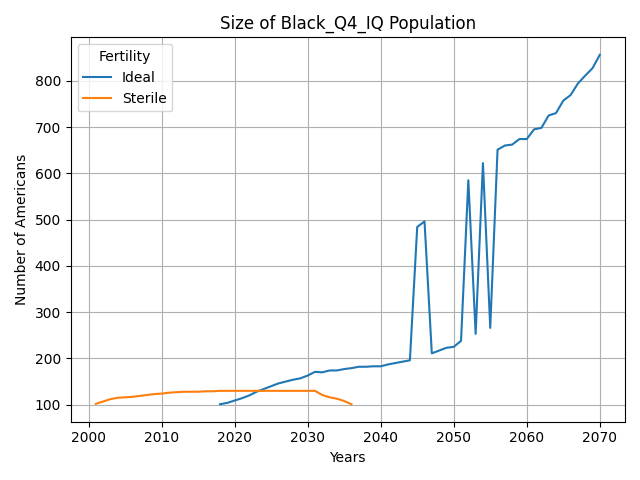 Size of Black_Q4_IQ Population
Fertility
Ideal
Sterile
Number of Americans
800
700
600
500
400
300
200
100
2000 2010 2020 2030 2040 2050 2060 2070
Years